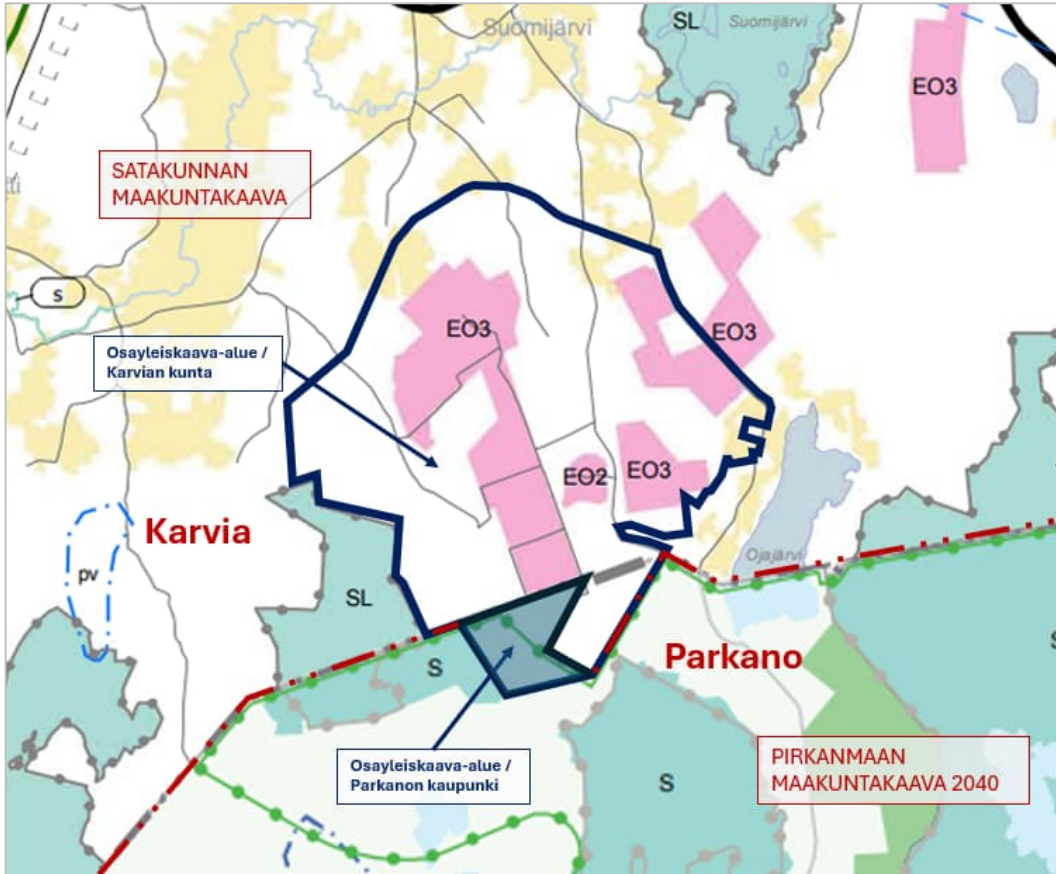 Suomijärvi
SL
Suomijärvi
EO3
SATAKUNNAN
MAAKUNTAKAAVA
s
EO3
EO3
Osayleiskaava-alue /
Karvian kunta
EO2
EO3
Karvia
Ojajärvi
pv
SL
Parkano
S
S
Osayleiskaava-alue /
Parkanon kaupunki
PIRKANMAAN
MAAKUNTAKAAVA 2040
S